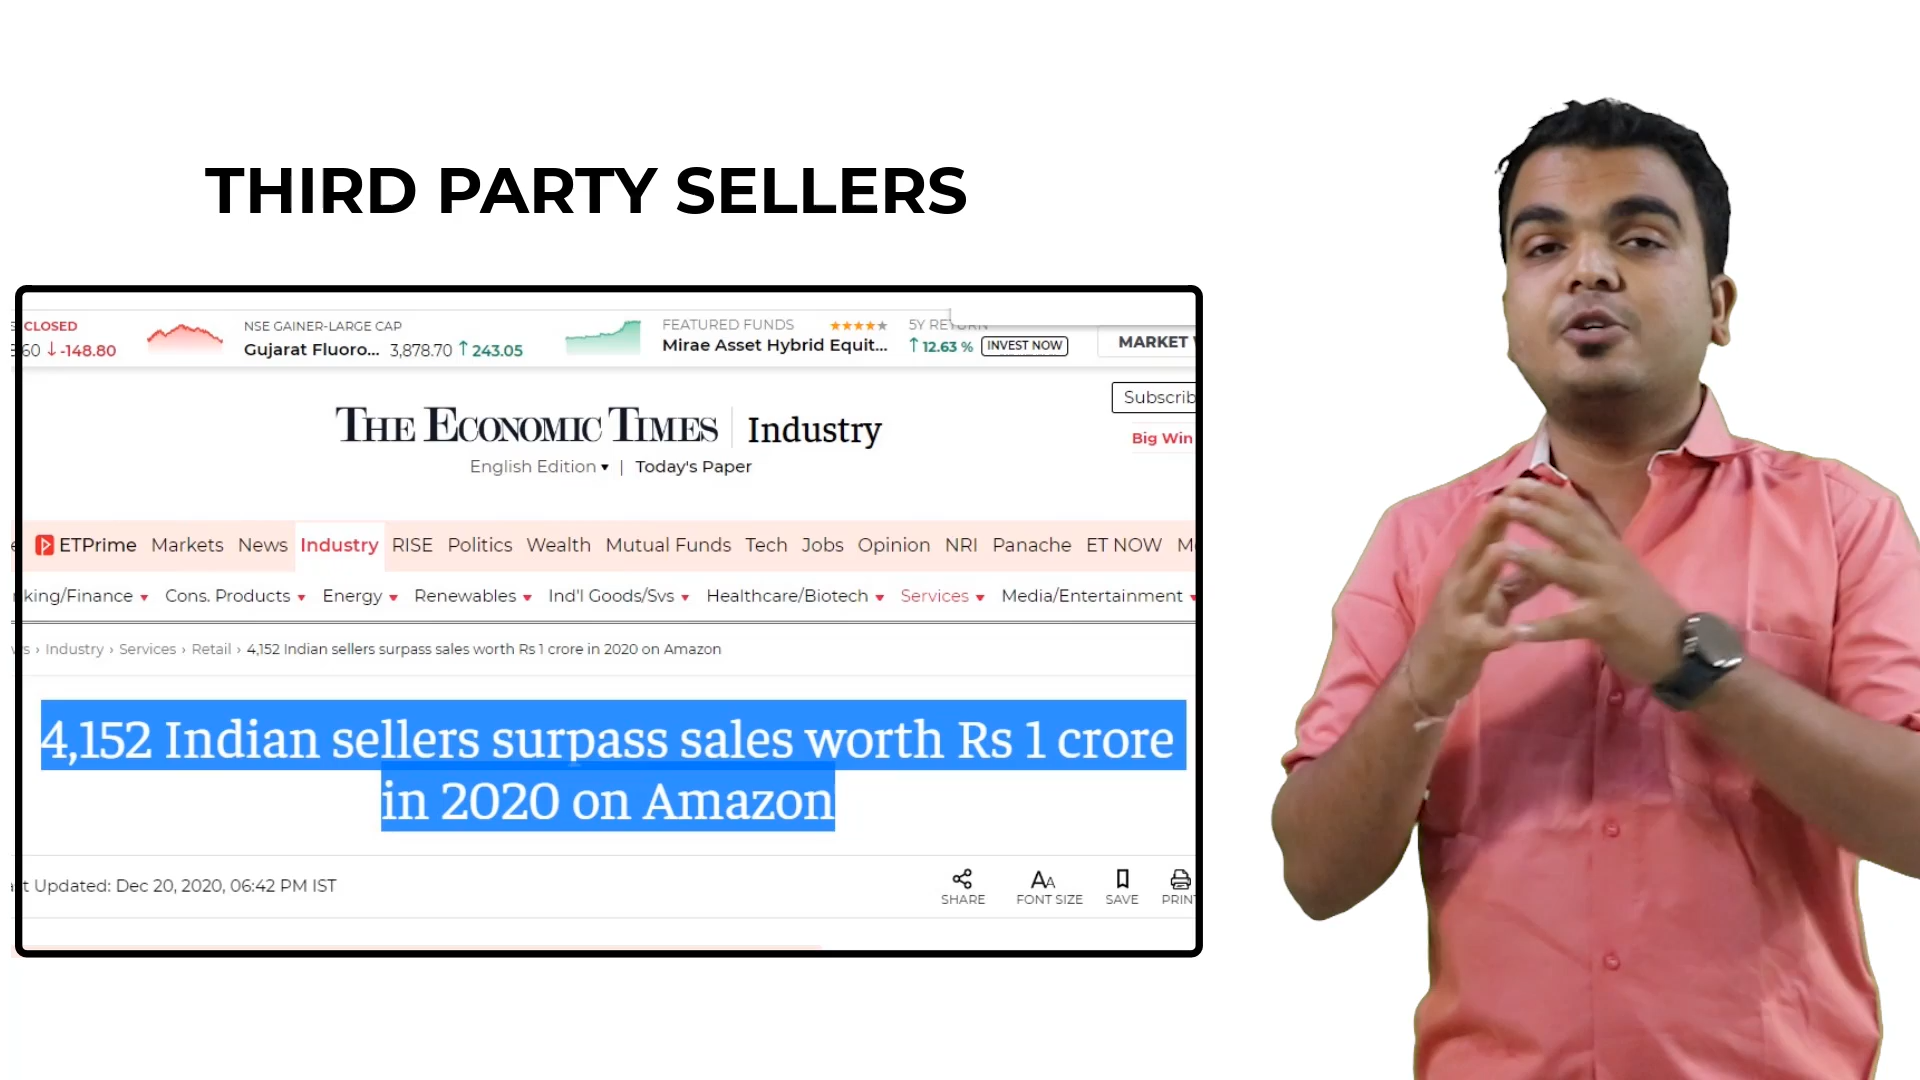 THIRD PARTY SELLERS
CLOSED
NSE GAINER-LARGE CAP
FEATURED FUNDS
60 ↓ -148.80
Gujarat Fluoro... 3,878.70 ↑ 243.05
Mirae Asset Hybrid Equit...
↑ 12.63 % INVEST NOW
MARKET
Subscrib
THE ECONOMIC TIMES | Industry
Big Win
English Edition ▾ | Today's Paper
ETPrime Markets News Industry RISE Politics Wealth Mutual Funds Tech Jobs Opinion NRI Panache ET NOW
king/Finance Cons. Products Energy Renewables Ind'l Goods/Svs Healthcare/Biotech Services Media/Entertainment
› Industry › Services › Retail › 4,152 Indian sellers surpass sales worth Rs 1 crore in 2020 on Amazon
4,152 Indian sellers surpass sales worth Rs 1 crore
in 2020 on Amazon
t Updated: Dec 20, 2020, 06:42 PM IST
SHARE FONT SIZE SAVE PRINT